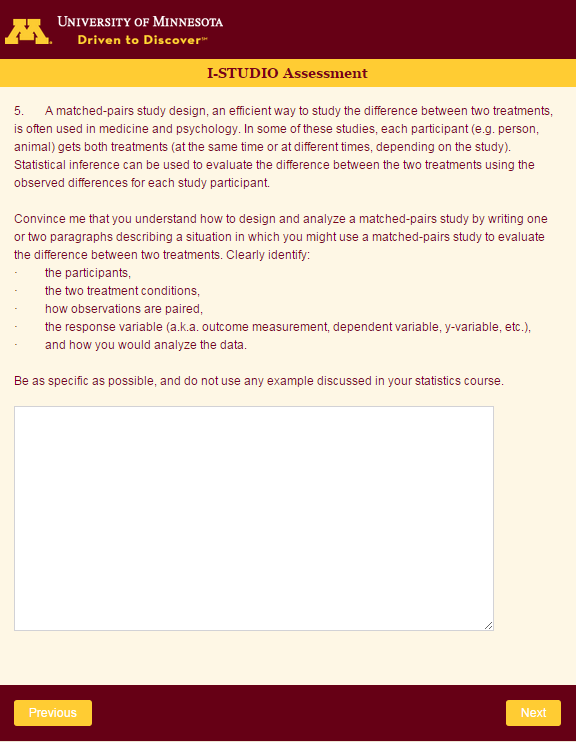 UNIVERSITY OF MINNESOTA
Driven to Discover℠
I-STUDIO Assessment
5. A matched-pairs study design, an efficient way to study the difference between two treatments,
is often used in medicine and psychology. In some of these studies, each participant (e.g. person,
animal) gets both treatments (at the same time or at different times, depending on the study).
Statistical inference can be used to evaluate the difference between the two treatments using the
observed differences for each study participant.
Convince me that you understand how to design and analyze a matched-pairs study by writing one
or two paragraphs describing a situation in which you might use a matched-pairs study to evaluate
the difference between two treatments. Clearly identify:
· the participants,
· the two treatment conditions,
· how observations are paired,
· the response variable (a.k.a. outcome measurement, dependent variable, y-variable, etc.),
· and how you would analyze the data.
Be as specific as possible, and do not use any example discussed in your statistics course.
Previous
Next